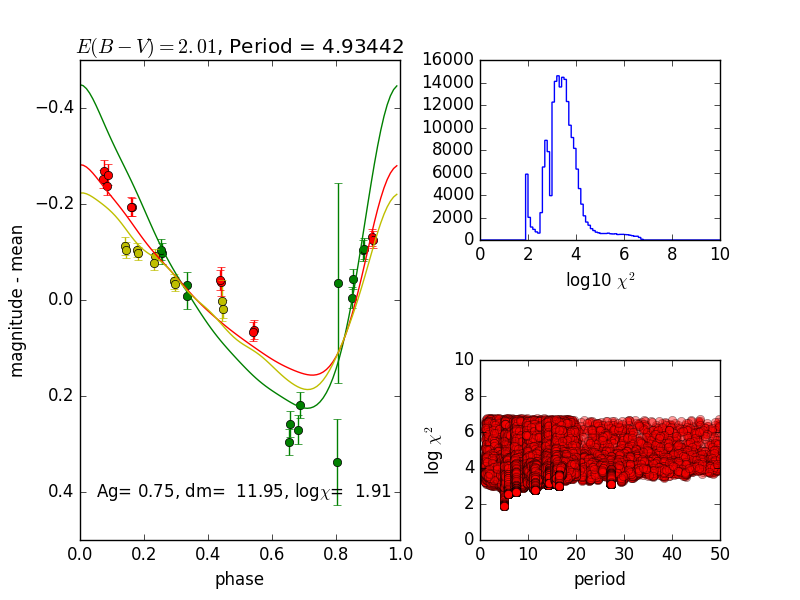 E(B − V) = 2.01, Period = 4.93442
−0.4
−0.2
0.0
0.2
0.4
magnitude - mean
Ag= 0.75, dm= 11.95, logχ= 1.91
0.0 0.2 0.4 0.6 0.8 1.0
phase
16000
14000
12000
10000
8000
6000
4000
2000
0
0 2 4 6 8 10
log10 χ²
10
8
6
4
2
0
log χ²
0 10 20 30 40 50
period